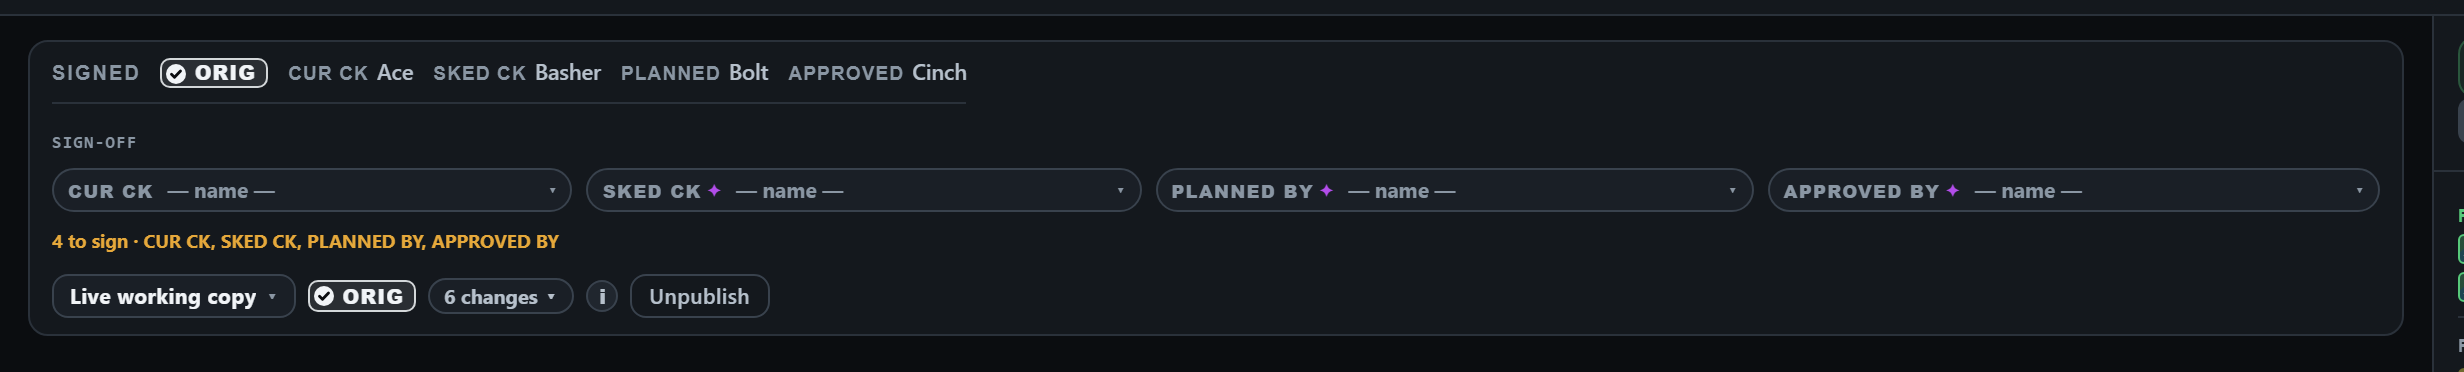 SIGNED ORIG CUR CK Ace SKED CK Basher PLANNED Bolt APPROVED Cinch
SIGN-OFF
CUR CK — name — SKED CK ✦ — name — PLANNED BY ✦ — name — APPROVED BY ✦ — name —
4 to sign · CUR CK, SKED CK, PLANNED BY, APPROVED BY
Live working copy ORIG 6 changes i Unpublish